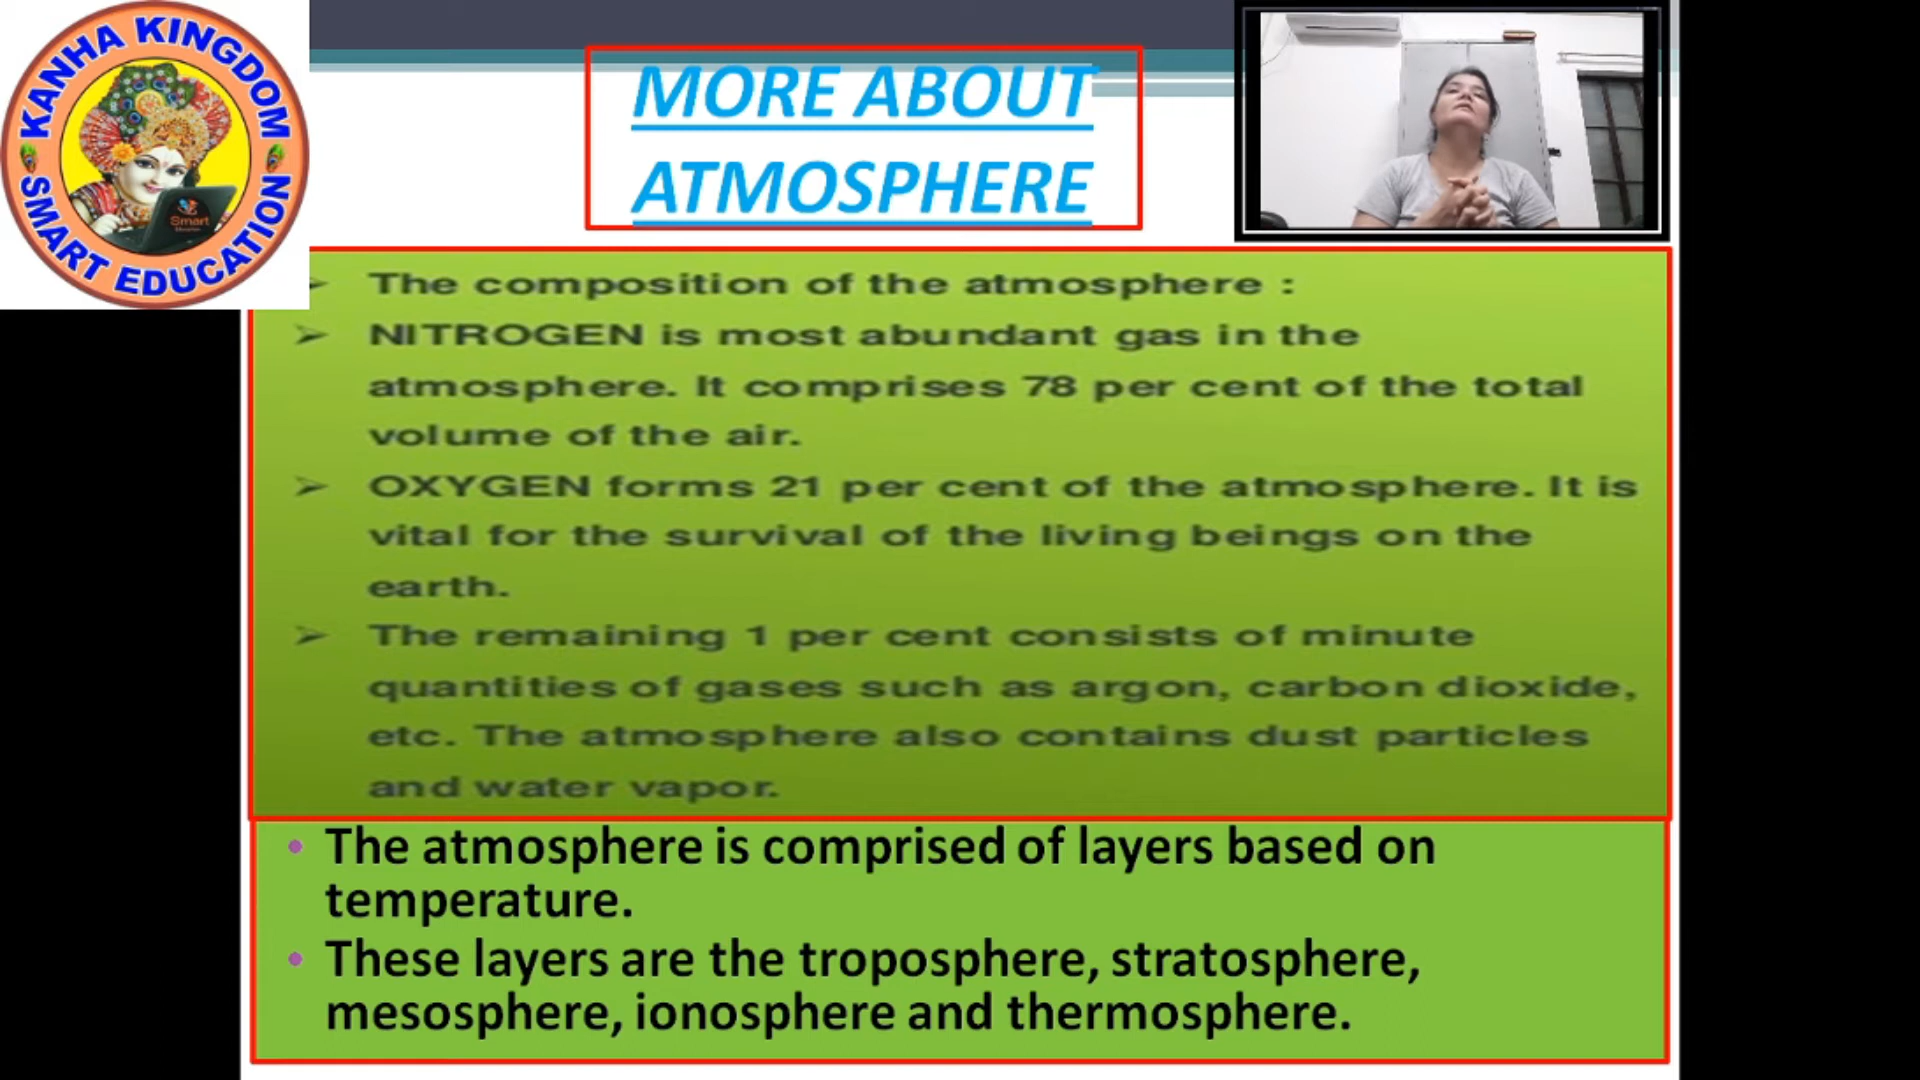 KANHA KINGDOM
SMART EDUCATION
Smart
MORE ABOUT
ATMOSPHERE
➢ The composition of the atmosphere :
➢ NITROGEN is most abundant gas in the
atmosphere. It comprises 78 per cent of the total
volume of the air.
➢ OXYGEN forms 21 per cent of the atmosphere. It is
vital for the survival of the living beings on the
earth.
➢ The remaining 1 per cent consists of minute
quantities of gases such as argon, carbon dioxide,
etc. The atmosphere also contains dust particles
and water vapor.
• The atmosphere is comprised of layers based on
temperature.
• These layers are the troposphere, stratosphere,
mesosphere, ionosphere and thermosphere.